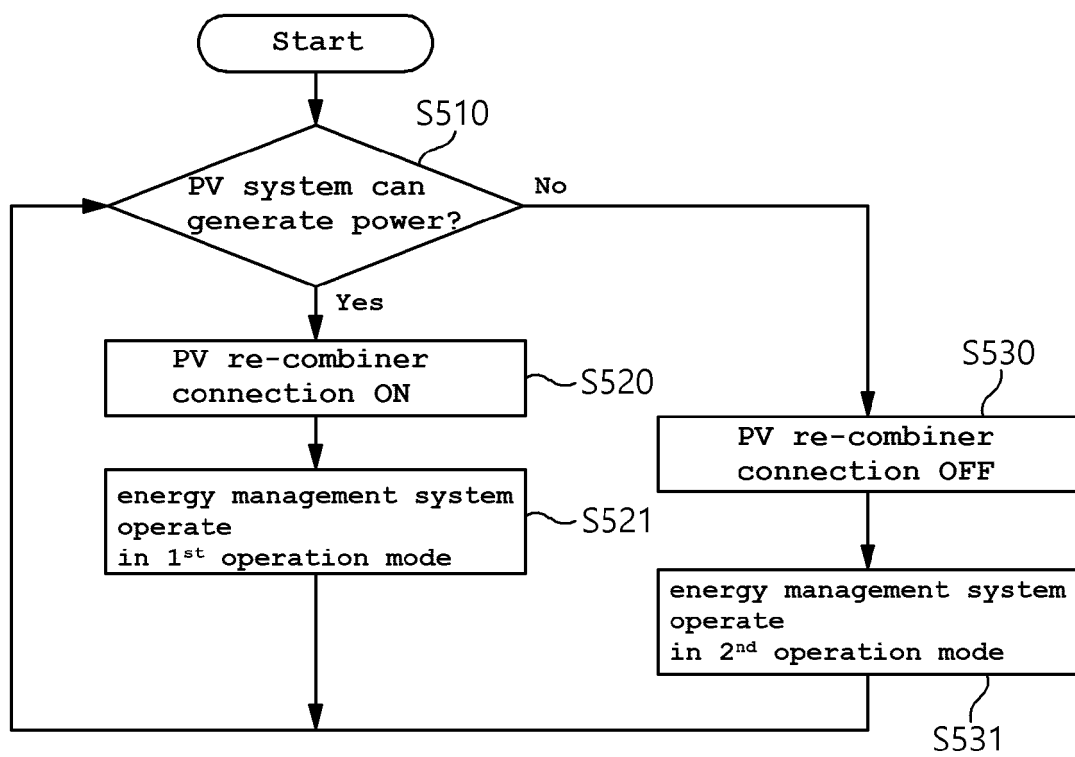 Start
S510
PV system can
generate power?
No
Yes
PV re-combiner
connection ON
S520
energy management system
operate
in 1st operation mode
S521
S530
PV re-combiner
connection OFF
energy management system
operate
in 2nd operation mode
S531